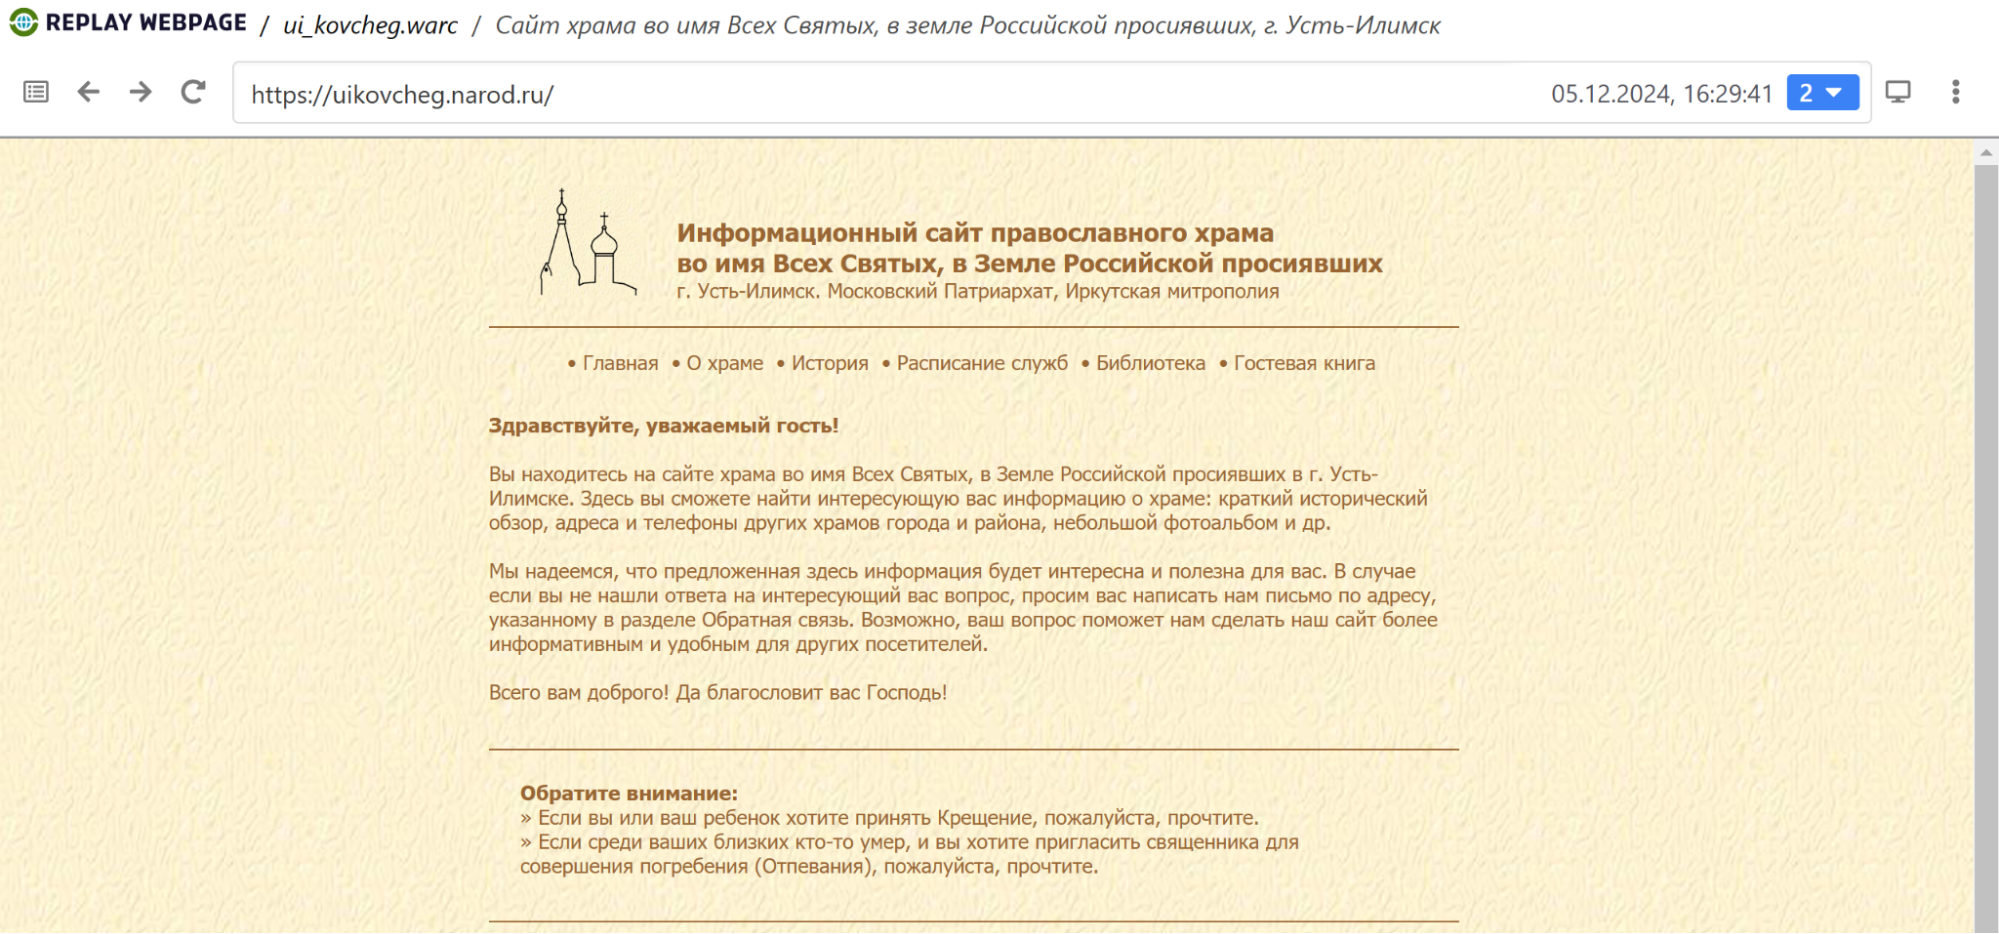 REPLAY WEBPAGE / ui_kovcheg.warc / Сайт храма во имя Всех Святых, в земле Российской просиявших, г. Усть-Илимск
https://uikovcheg.narod.ru/ 05.12.2024, 16:29:41 2
Информационный сайт православного храма
во имя Всех Святых, в Земле Российской просиявших
г. Усть-Илимск. Московский Патриархат, Иркутская митрополия
• Главная • О храме • История • Расписание служб • Библиотека • Гостевая книга
Здравствуйте, уважаемый гость!
Вы находитесь на сайте храма во имя Всех Святых, в Земле Российской просиявших в г. Усть-
Илимске. Здесь вы сможете найти интересующую вас информацию о храме: краткий исторический
обзор, адреса и телефоны других храмов города и района, небольшой фотоальбом и др.
Мы надеемся, что предложенная здесь информация будет интересна и полезна для вас. В случае
если вы не нашли ответа на интересующий вас вопрос, просим вас написать нам письмо по адресу,
указанному в разделе Обратная связь. Возможно, ваш вопрос поможет нам сделать наш сайт более
информативным и удобным для других посетителей.
Всего вам доброго! Да благословит вас Господь!
Обратите внимание:
» Если вы или ваш ребенок хотите принять Крещение, пожалуйста, прочтите.
» Если среди ваших близких кто-то умер, и вы хотите пригласить священника для
совершения погребения (Отпевания), пожалуйста, прочтите.